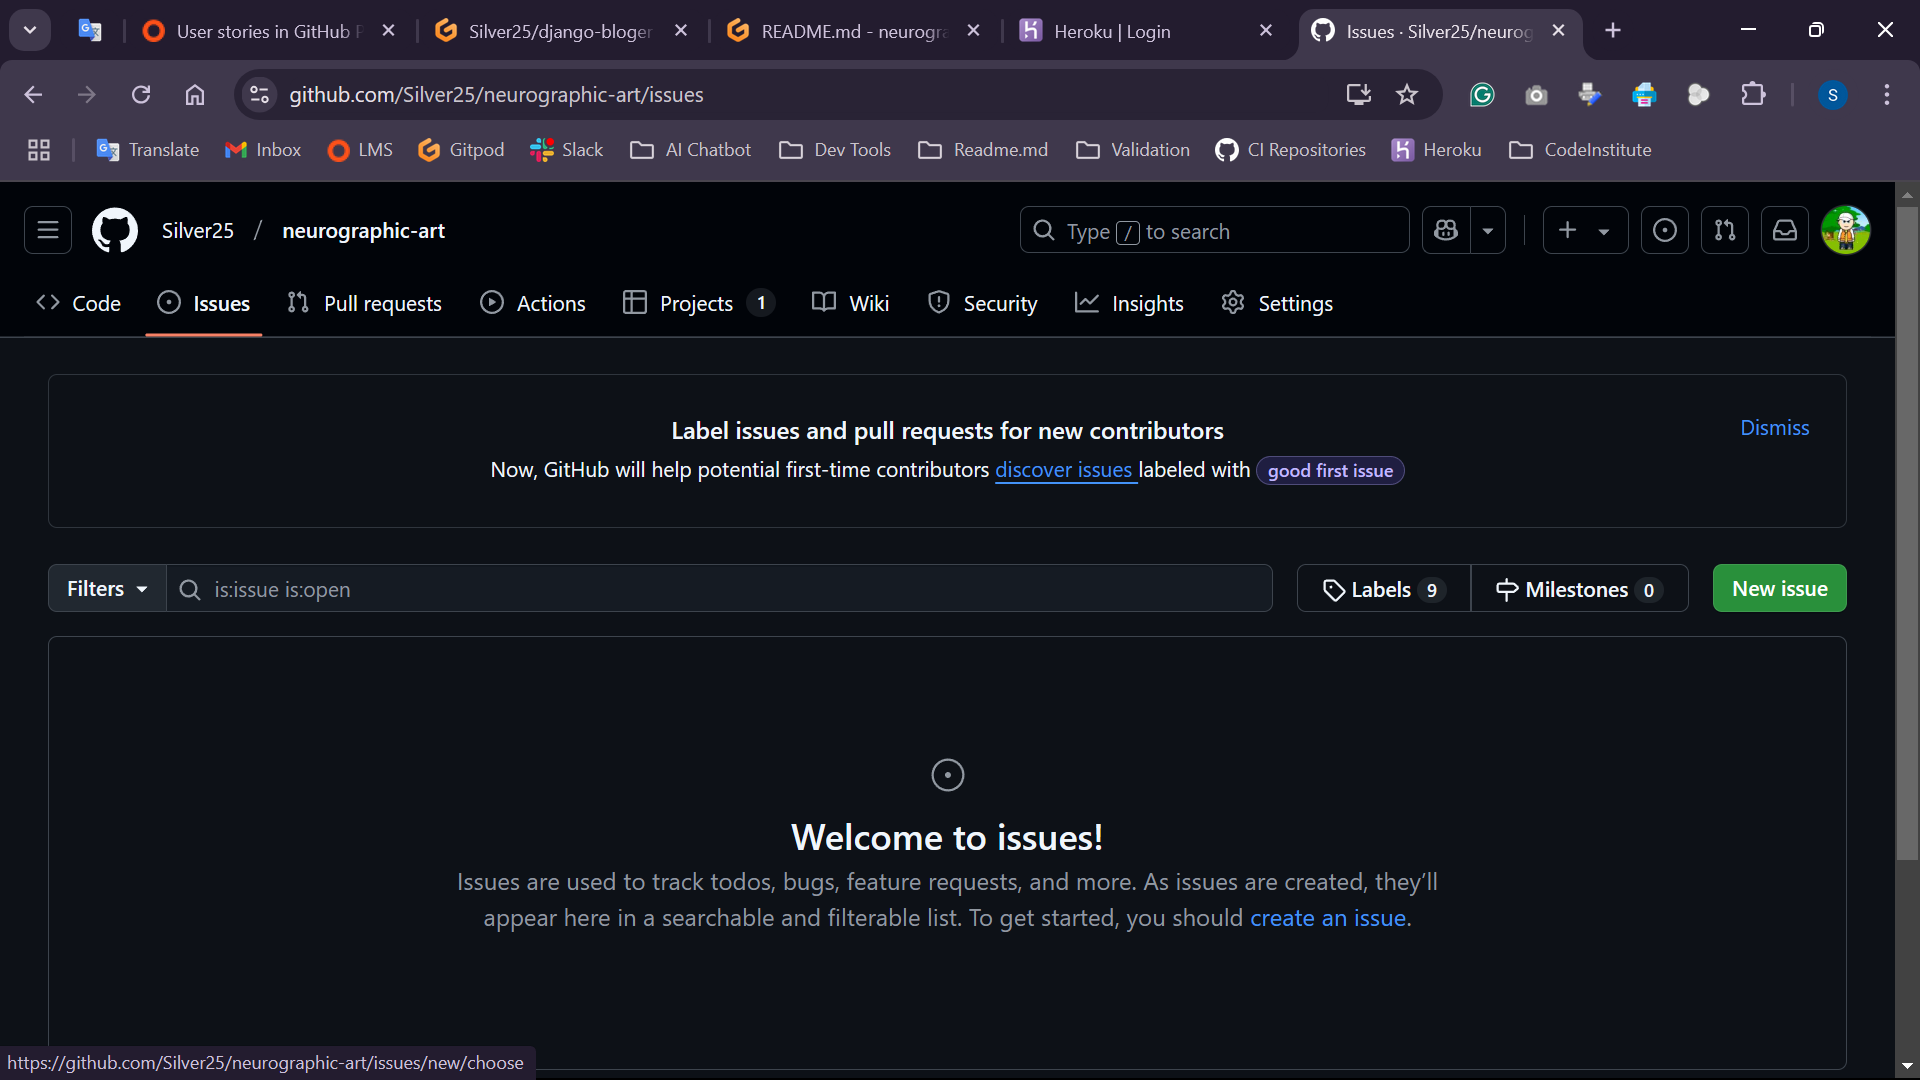 User stories in GitHub
Silver25/django-bloger
README.md - neurogra
Heroku | Login
Issues · Silver25/neurog
github.com/Silver25/neurographic-art/issues
S
Translate
Inbox
LMS
Gitpod
Slack
AI Chatbot
Dev Tools
Readme.md
Validation
CI Repositories
Heroku
CodeInstitute
Silver25 / neurographic-art
Type / to search
Code
Issues
Pull requests
Actions
Projects 1
Wiki
Security
Insights
Settings
Label issues and pull requests for new contributors
Dismiss
Now, GitHub will help potential first-time contributors discover issues labeled with good first issue
Filters
is:issue is:open
Labels 9
Milestones 0
New issue
Welcome to issues!
Issues are used to track todos, bugs, feature requests, and more. As issues are created, they’ll
appear here in a searchable and filterable list. To get started, you should create an issue.
https://github.com/Silver25/neurographic-art/issues/new/choose